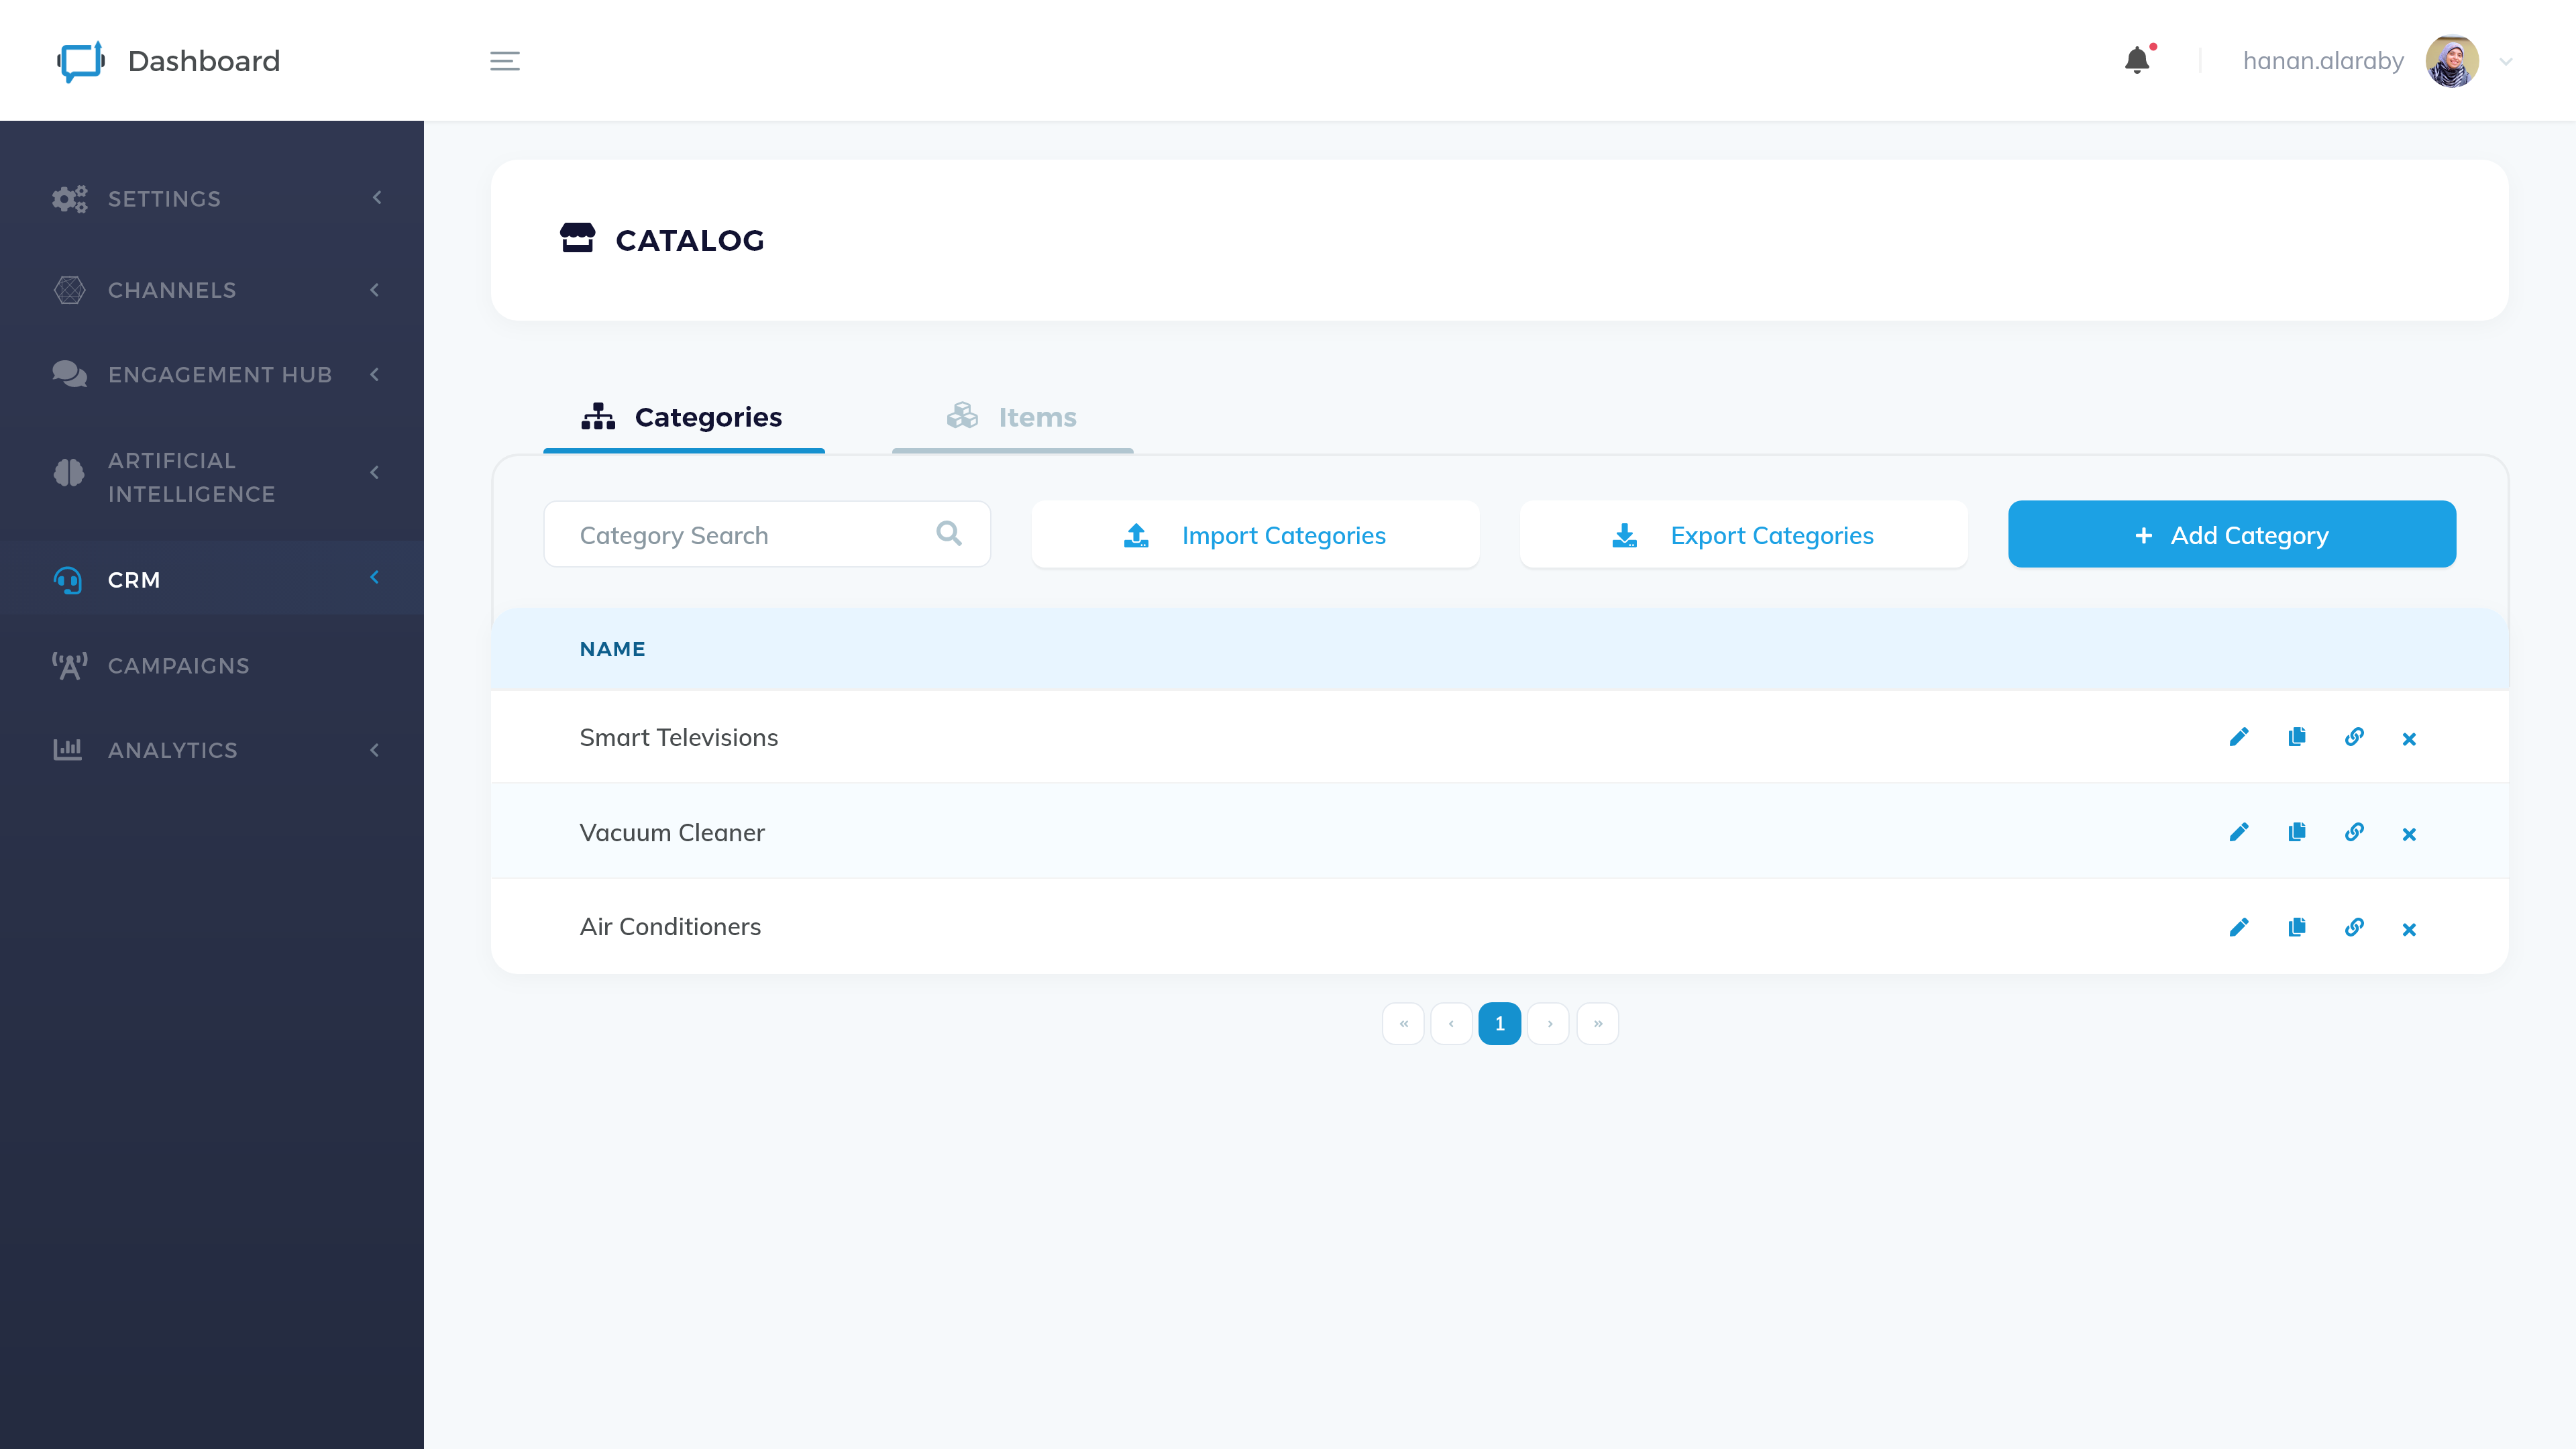 Dashboard
hanan.alaraby
SETTINGS
CHANNELS
ENGAGEMENT HUB
ARTIFICIAL
INTELLIGENCE
CRM
CAMPAIGNS
ANALYTICS
CATALOG
Categories
Items
Category Search
Import Categories
Export Categories
+ Add Category
NAME
Smart Televisions
Vacuum Cleaner
Air Conditioners
« ‹ 1 › »